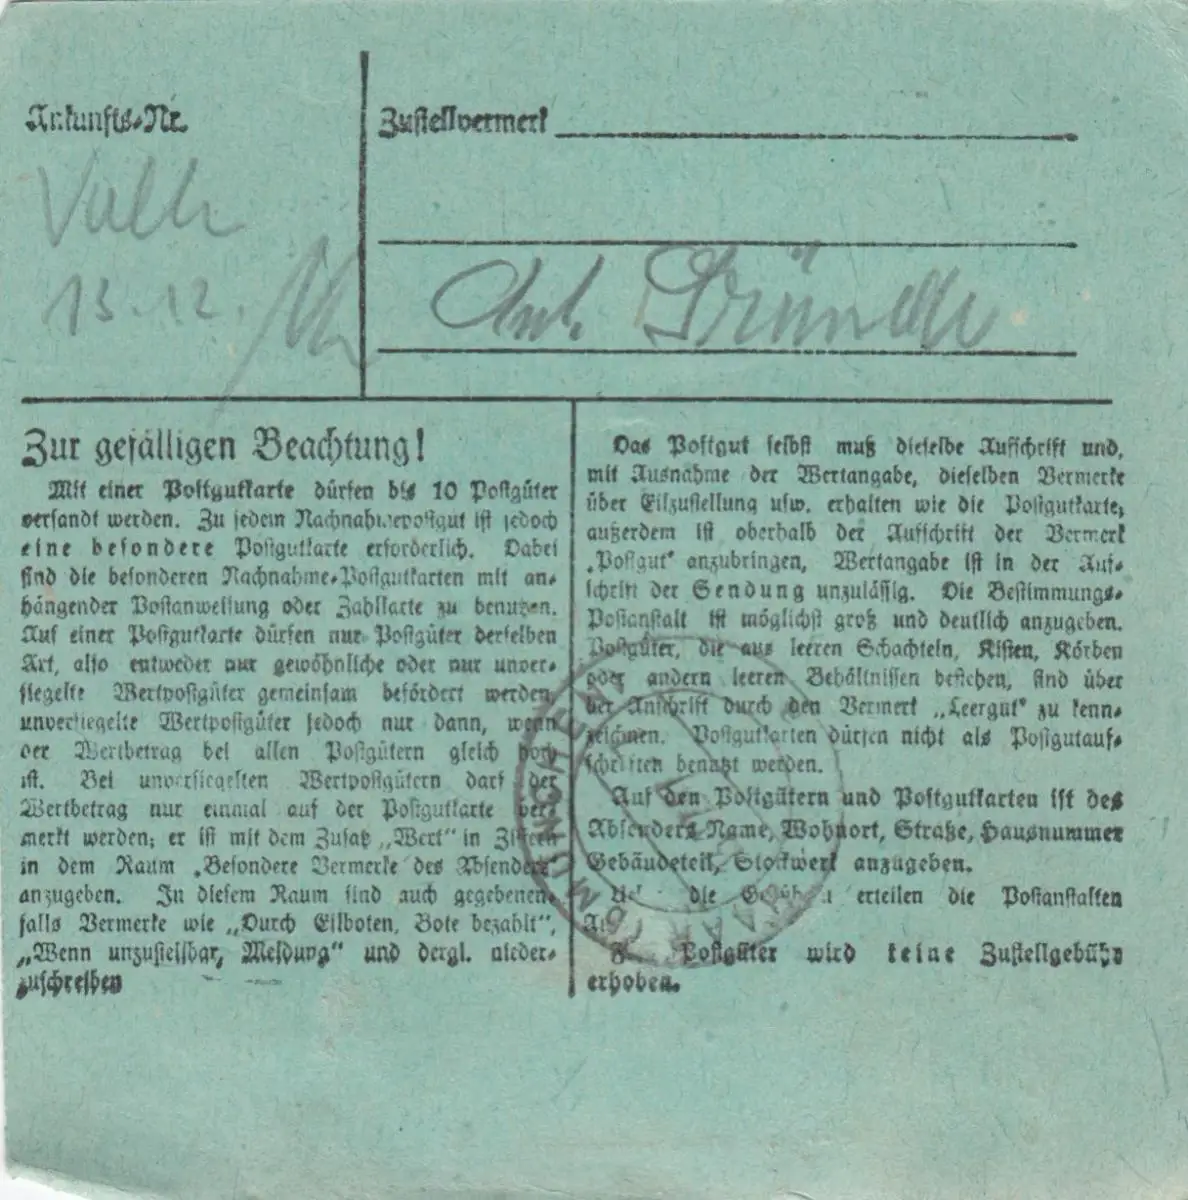 Ankunfts-Nr.
Zustellvermerk
13.12.
Zur gefälligen Beachtung!
Mit einer Postgutkarte dürfen bis 10 Postgüter
versandt werden. Zu jedem Nachnahmepostgut ist jedoch
eine besondere Postgutkarte erforderlich. Dabei
sind die besonderen Nachnahme-Postgutkarten mit an-
hängender Postanweisung oder Zahlkarte zu benutzen.
Auf einer Postgutkarte dürfen nur Postgüter derselben
Art, also entweder nur gewöhnliche oder nur unver-
siegelte Wertpostgüter gemeinsam befördert werden,
unversiegelte Wertpostgüter jedoch nur dann, wenn
der Wertbetrag bei allen Postgütern gleich hoch
ist. Bei unversiegelten Wertpostgütern darf der
Wertbetrag nur einmal auf der Postgutkarte ver-
merkt werden; er ist mit dem Zusatz „Wert" in Ziffern
in dem Raum „Besondere Vermerke des Absenders"
anzugeben. In diesem Raum sind auch gegebenen-
falls Vermerke wie „Durch Eilboten, Bote bezahlt",
„Wenn unzustellbar, Meldung" und dergl. nieder-
zuschreiben
Das Postgut selbst muß dieselbe Aufschrift und,
mit Ausnahme der Wertangabe, dieselben Vermerke
über Eilzustellung usw. erhalten wie die Postgutkarte;
außerdem ist oberhalb der Aufschrift der Vermerk
„Postgut" anzubringen, Wertangabe ist in der Auf-
schrift der Sendung unzulässig. Die Bestimmungs-
Postanstalt ist möglichst groß und deutlich anzugeben.
Postgüter, die aus leeren Schachteln, Kisten, Körben
oder andern leeren Behältnissen bestehen, sind über
der Anschrift durch den Vermerk „Leergut" zu kenn-
zeichnen. Postgutkarten dürfen nicht als Postgutauf-
schriften benutzt werden.
Auf den Postgütern und Postgutkarten ist des
Absenders Name, Wohnort, Straße, Hausnummer
Gebäudeteil, Stockwerk anzugeben.
die Gebühren erteilen die Postanstalten
Für Postgüter wird keine Zustellgebühr
erhoben.
HAAR (B MÜNCHEN)